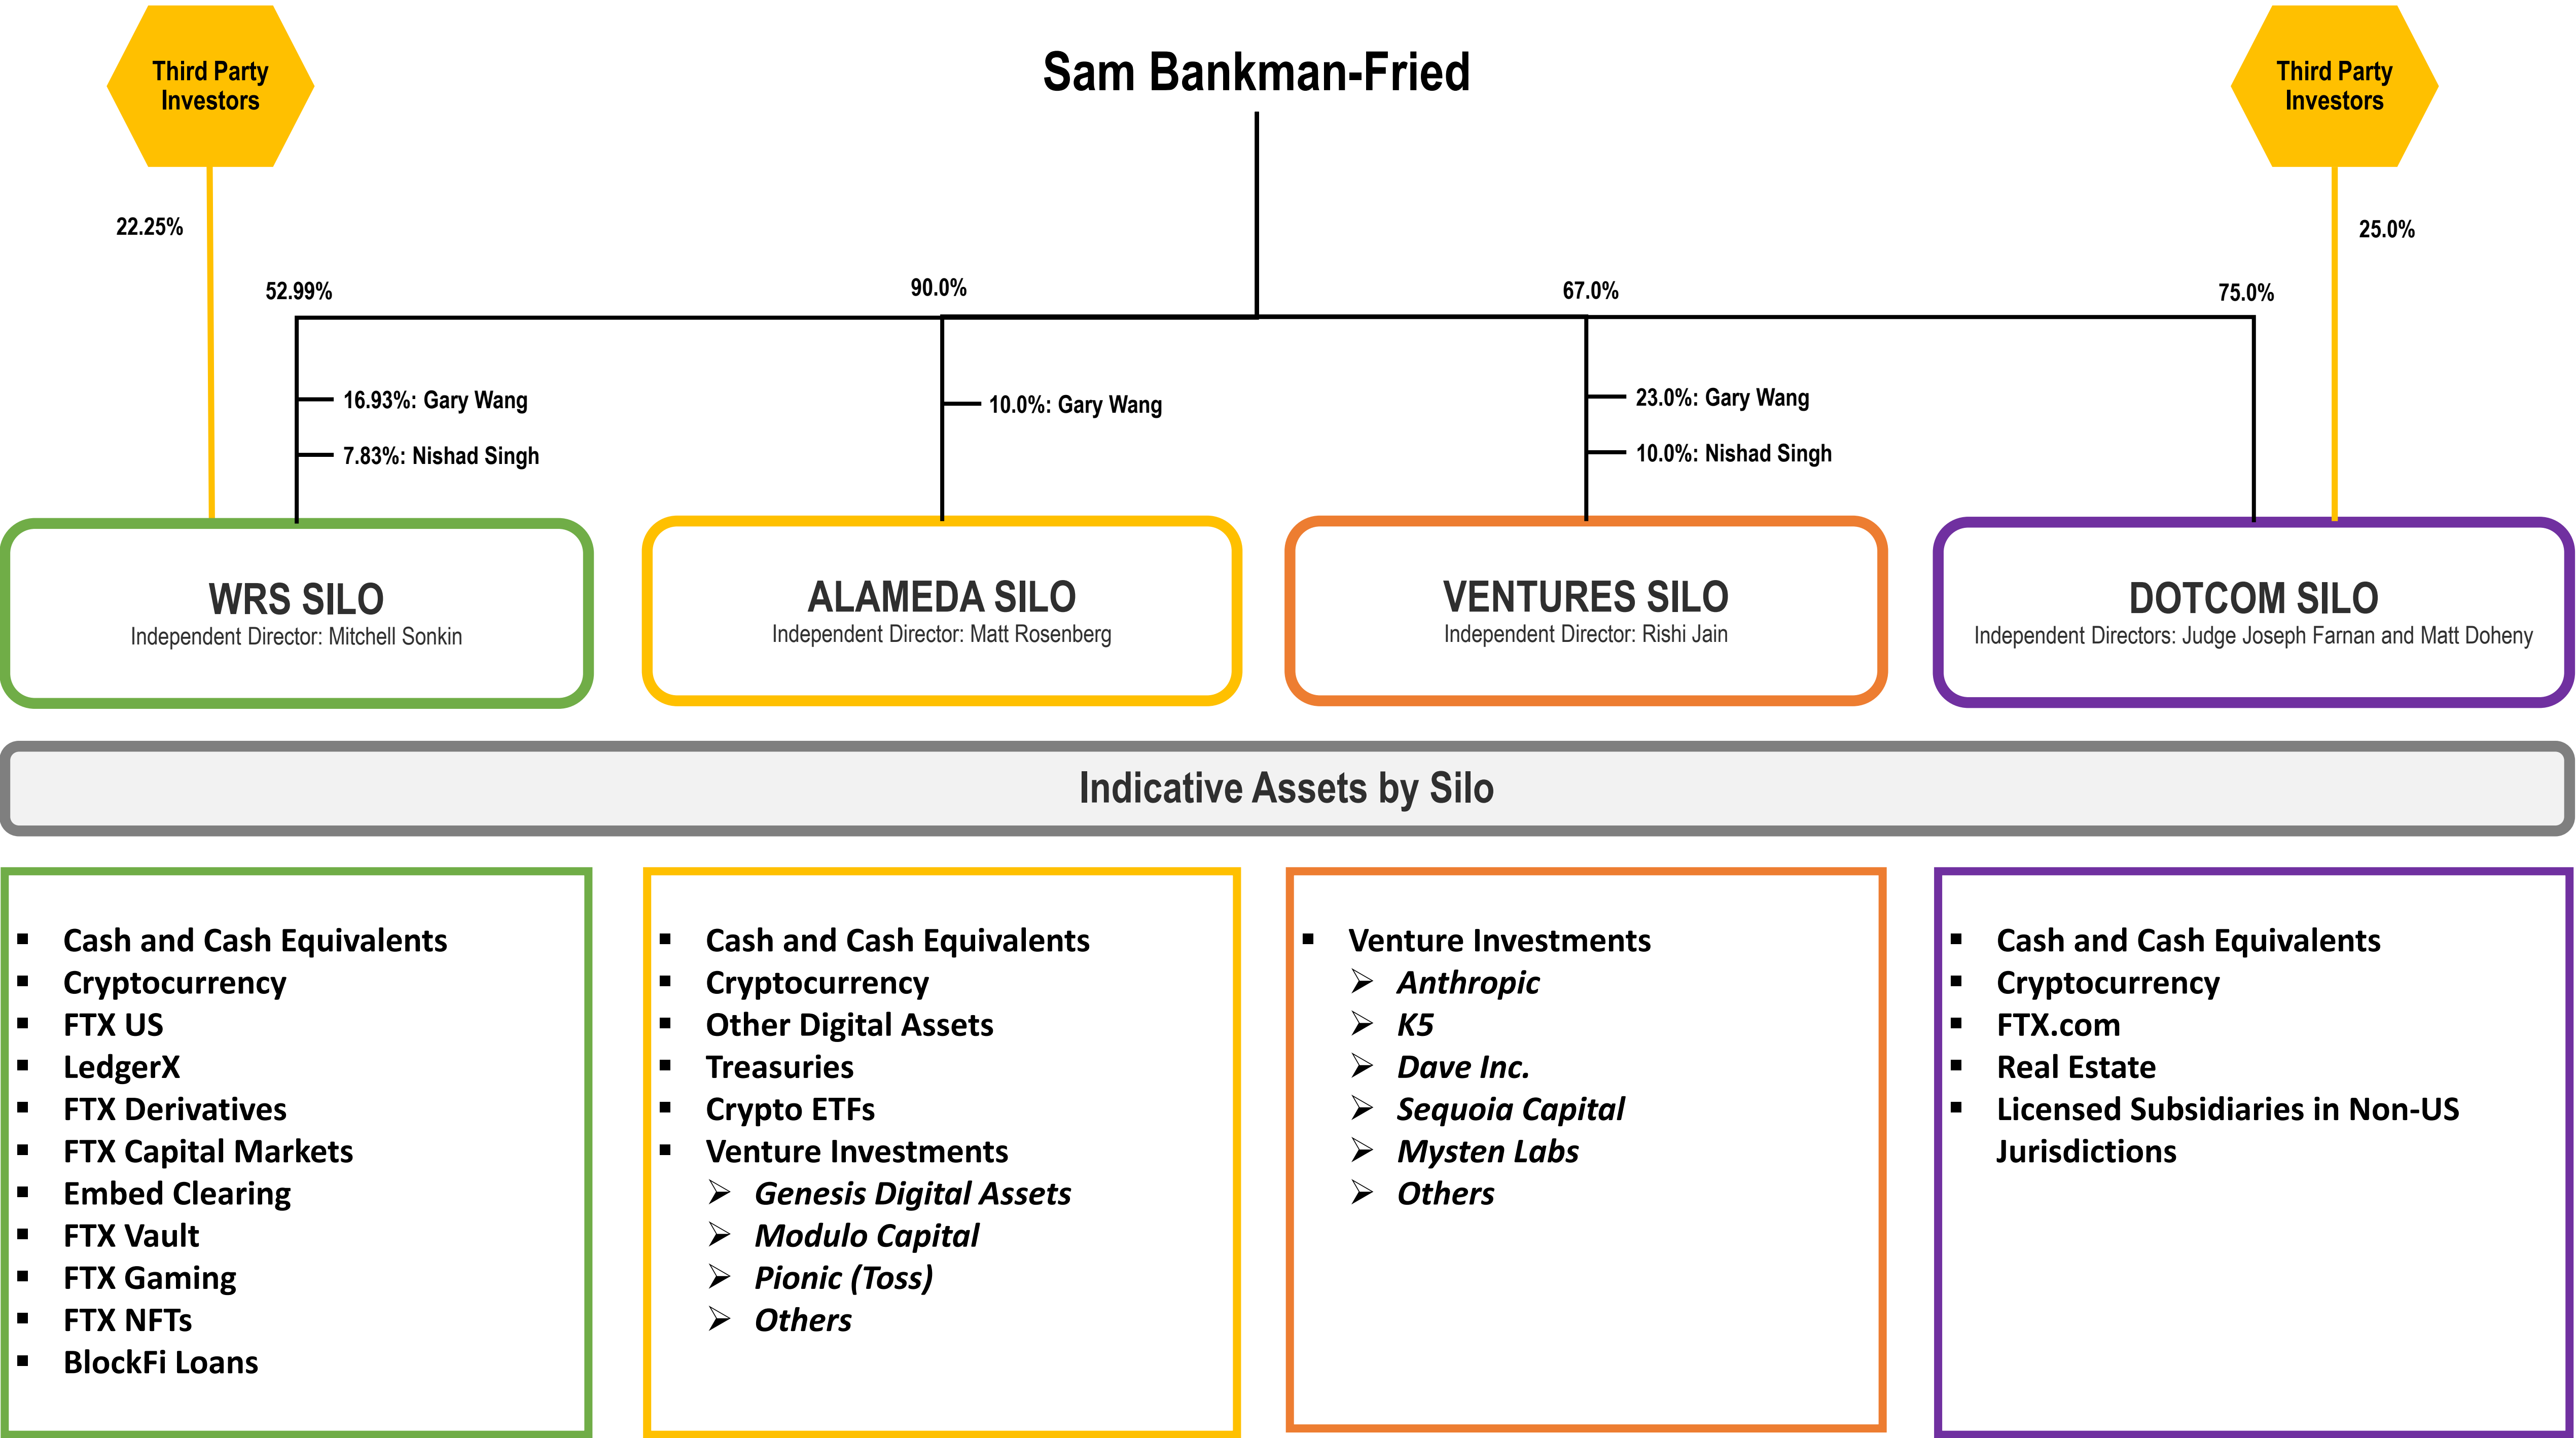 Third Party
Investors
Sam Bankman-Fried
Third Party
Investors
22.25%
25.0%
52.99%
90.0%
67.0%
75.0%
16.93%: Gary Wang
7.83%: Nishad Singh
10.0%: Gary Wang
23.0%: Gary Wang
10.0%: Nishad Singh
WRS SILO
Independent Director: Mitchell Sonkin
ALAMEDA SILO
Independent Director: Matt Rosenberg
VENTURES SILO
Independent Director: Rishi Jain
DOTCOM SILO
Independent Directors: Judge Joseph Farnan and Matt Doheny
Indicative Assets by Silo
Cash and Cash Equivalents
Cryptocurrency
FTX US
LedgerX
FTX Derivatives
FTX Capital Markets
Embed Clearing
FTX Vault
FTX Gaming
FTX NFTs
BlockFi Loans
Cash and Cash Equivalents
Cryptocurrency
Other Digital Assets
Treasuries
Crypto ETFs
Venture Investments
Genesis Digital Assets
Modulo Capital
Pionic (Toss)
Others
Venture Investments
Anthropic
K5
Dave Inc.
Sequoia Capital
Mysten Labs
Others
Cash and Cash Equivalents
Cryptocurrency
FTX.com
Real Estate
Licensed Subsidiaries in Non-US
Jurisdictions